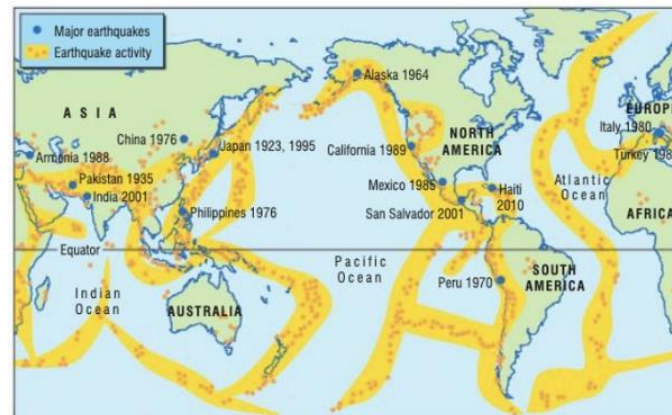 Major earthquakes
Earthquake activity
Alaska 1964
ASIA
EUROPE
China 1976
Italy 1980
Japan 1923, 1995
NORTH
AMERICA
California 1989
Armenia 1988
Pakistan 1935
Mexico 1985
Haiti
2010
Atlantic
Ocean
India 2001
San Salvador 2001
Philippines 1976
AFRICA
Equator
Pacific
Ocean
SOUTH
AMERICA
Indian
Ocean
AUSTRALIA
Peru 1970